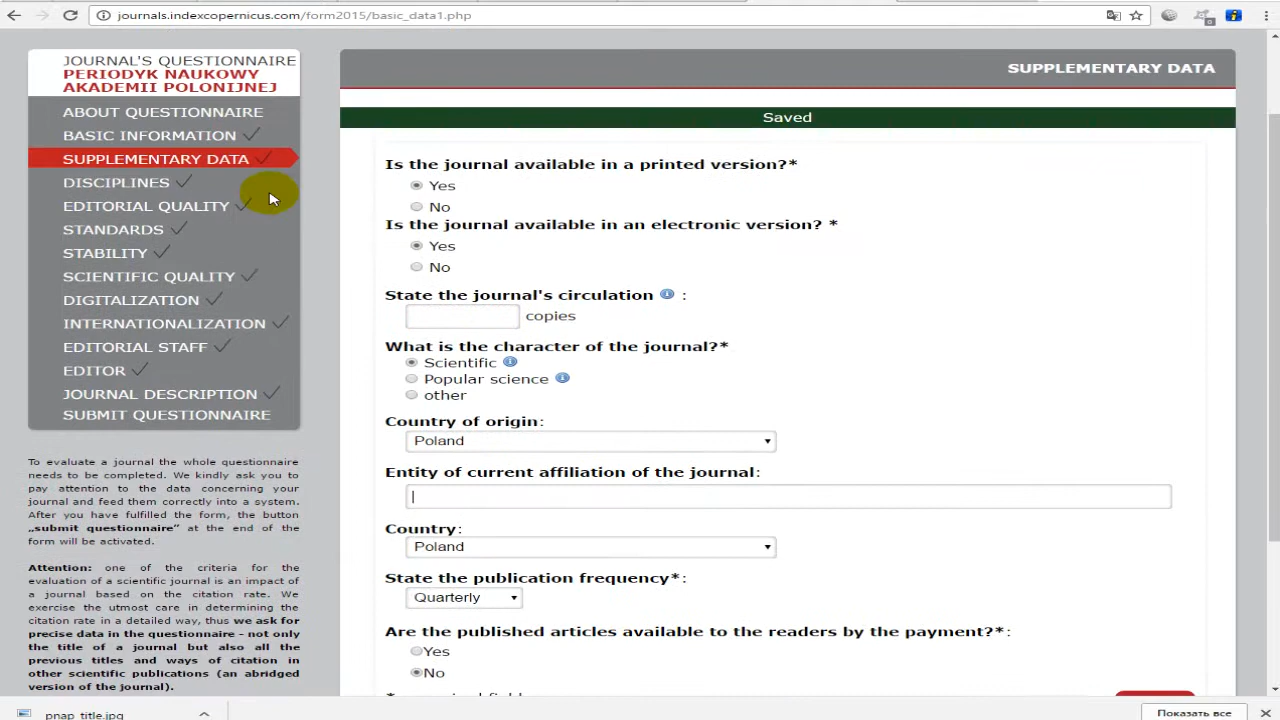 journals.indexcopernicus.com/form2015/basic_data1.php
JOURNAL'S QUESTIONNAIRE
PERIODYK NAUKOWY
AKADEMII POLONIJNEJ
ABOUT QUESTIONNAIRE
BASIC INFORMATION
SUPPLEMENTARY DATA
DISCIPLINES
EDITORIAL QUALITY
STANDARDS
STABILITY
SCIENTIFIC QUALITY
DIGITALIZATION
INTERNATIONALIZATION
EDITORIAL STAFF
EDITOR
JOURNAL DESCRIPTION
SUBMIT QUESTIONNAIRE
To evaluate a journal the whole questionnaire
needs to be completed. We kindly ask you to
pay attention to the data concerning your
journal and feed them correctly into a system.
After you have fulfilled the form, the button
„submit questionnaire” at the end of the
form will be activated.
Attention: one of the criteria for the
evaluation of a scientific journal is an impact of
a journal based on the citation rate. We
exercise the utmost care in determining the
citation rate in a detailed way, thus we ask for
precise data in the questionnaire - not only
the title of a journal but also all the
previous titles and ways of citation in
other scientific publications (an abridged
version of the journal).
SUPPLEMENTARY DATA
Saved
Is the journal available in a printed version?*
Yes
No
Is the journal available in an electronic version? *
Yes
No
State the journal's circulation :
copies
What is the character of the journal?*
Scientific
Popular science
other
Country of origin:
Poland
Entity of current affiliation of the journal:
Country:
Poland
State the publication frequency*:
Quarterly
Are the published articles available to the readers by the payment?*:
Yes
No
pnap_title.jpg
Показать все